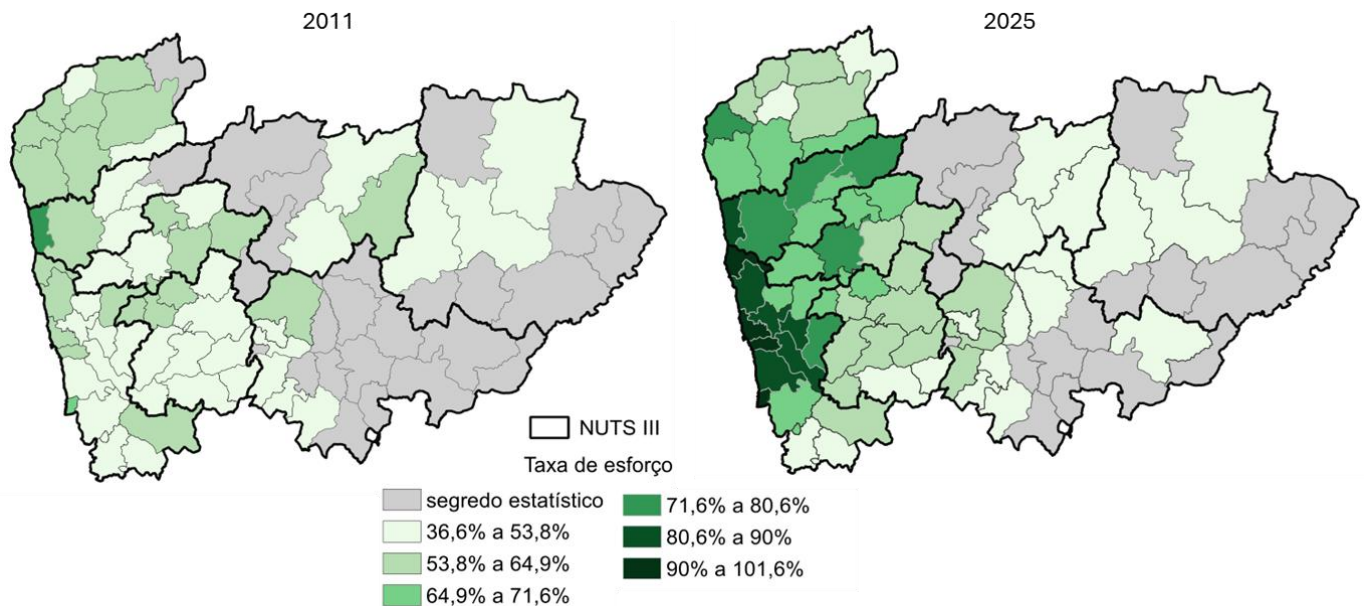 2011
2025
NUTS III
Taxa de esforço
segredo estatístico
36,6% a 53,8%
53,8% a 64,9%
64,9% a 71,6%
71,6% a 80,6%
80,6% a 90%
90% a 101,6%